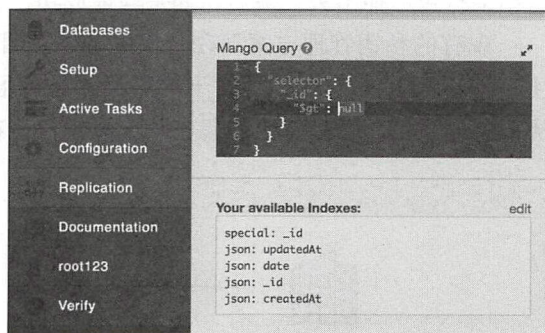 Databases
Setup
Active Tasks
Configuration
Replication
Documentation
root123
Verify
Mango Query
1 {
2 "selector": {
3 "_id": {
4 "$gt": null
5 }
6 }
7 }
Your available Indexes: edit
special: _id
json: updatedAt
json: date
json: _id
json: createdAt